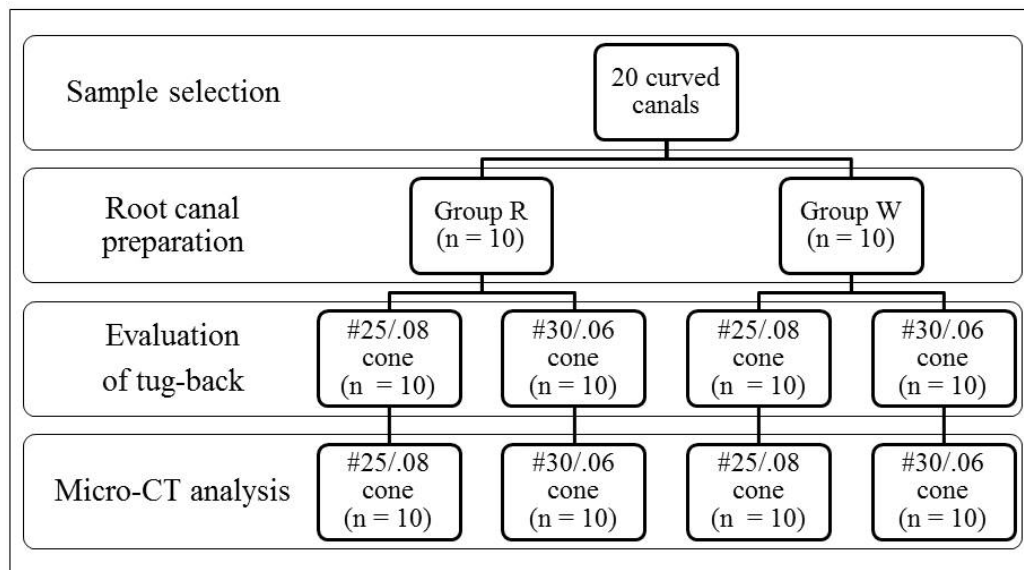 Sample selection
20 curved
canals
Root canal
preparation
Group R
(n = 10)
Group W
(n = 10)
Evaluation
of tug-back
#25/.08
cone
(n = 10)
#30/.06
cone
(n = 10)
#25/.08
cone
(n = 10)
#30/.06
cone
(n = 10)
Micro-CT analysis
#25/.08
cone
(n = 10)
#30/.06
cone
(n = 10)
#25/.08
cone
(n = 10)
#30/.06
cone
(n = 10)